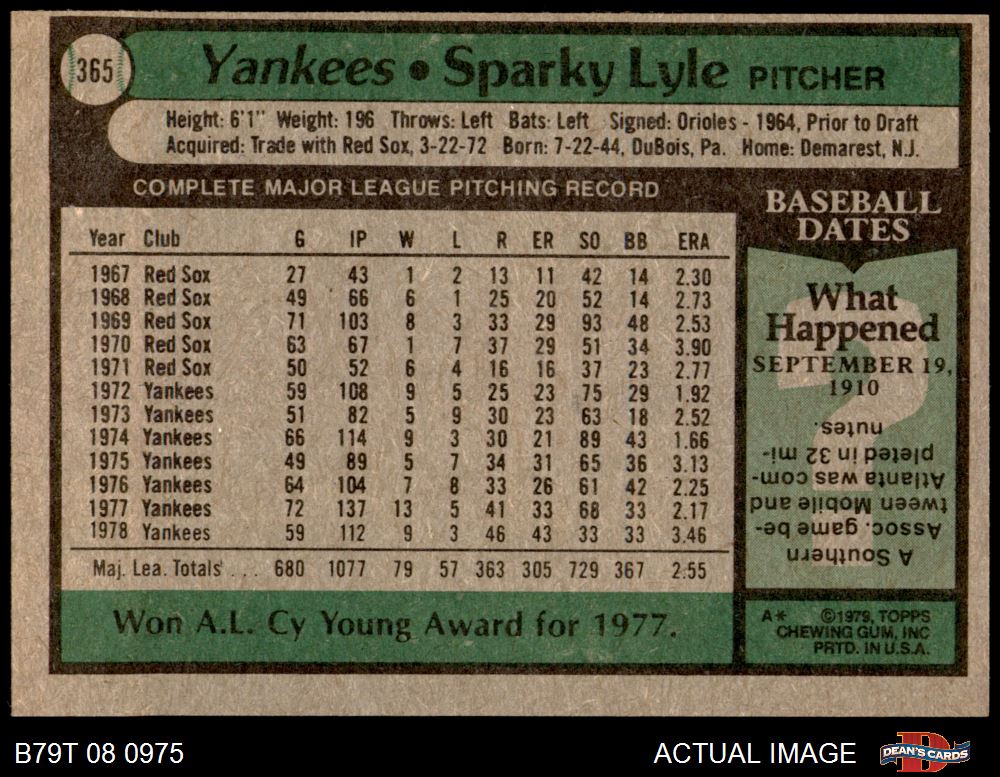 365
Yankees • Sparky Lyle PITCHER
Height: 6'1" Weight: 196 Throws: Left Bats: Left Signed: Orioles - 1964, Prior to Draft
Acquired: Trade with Red Sox, 3-22-72 Born: 7-22-44, DuBois, Pa. Home: Demarest, N.J.
COMPLETE MAJOR LEAGUE PITCHING RECORD
Year Club G IP W L R ER SO BB ERA
1967 Red Sox 27 43 1 2 13 11 42 14 2.30
1968 Red Sox 49 66 6 1 25 20 52 14 2.73
1969 Red Sox 71 103 8 3 33 29 93 48 2.53
1970 Red Sox 63 67 1 7 37 29 51 34 3.90
1971 Red Sox 50 52 6 4 16 16 37 23 2.77
1972 Yankees 59 108 9 5 25 23 75 29 1.92
1973 Yankees 51 82 5 9 30 23 63 18 2.52
1974 Yankees 66 114 9 3 30 21 89 43 1.66
1975 Yankees 49 89 5 7 34 31 65 36 3.13
1976 Yankees 64 104 7 8 33 26 61 42 2.25
1977 Yankees 72 137 13 5 41 33 68 33 2.17
1978 Yankees 59 112 9 3 46 43 33 33 3.46
Maj. Lea. Totals ... 680 1077 79 57 363 305 729 367 2.55
Won A.L. Cy Young Award for 1977.
BASEBALL
DATES
What
Happened
SEPTEMBER 19,
1910
A Southern
Assoc. game be-
tween Mobile and
Atlanta was com-
pleted in 32 mi-
nutes.
A* ©1979, TOPPS
CHEWING GUM, INC
PRTD. IN U.S.A.
B79T 08 0975
ACTUAL IMAGE
D
DEAN'S CARDS